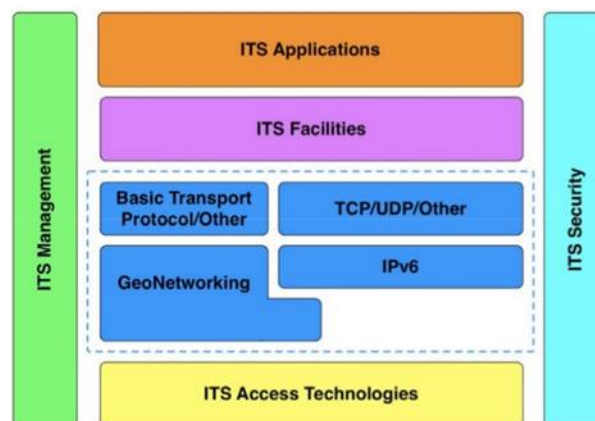 ITS Management
ITS Applications
ITS Facilities
Basic Transport
Protocol/Other
TCP/UDP/Other
GeoNetworking
IPv6
ITS Access Technologies
ITS Security